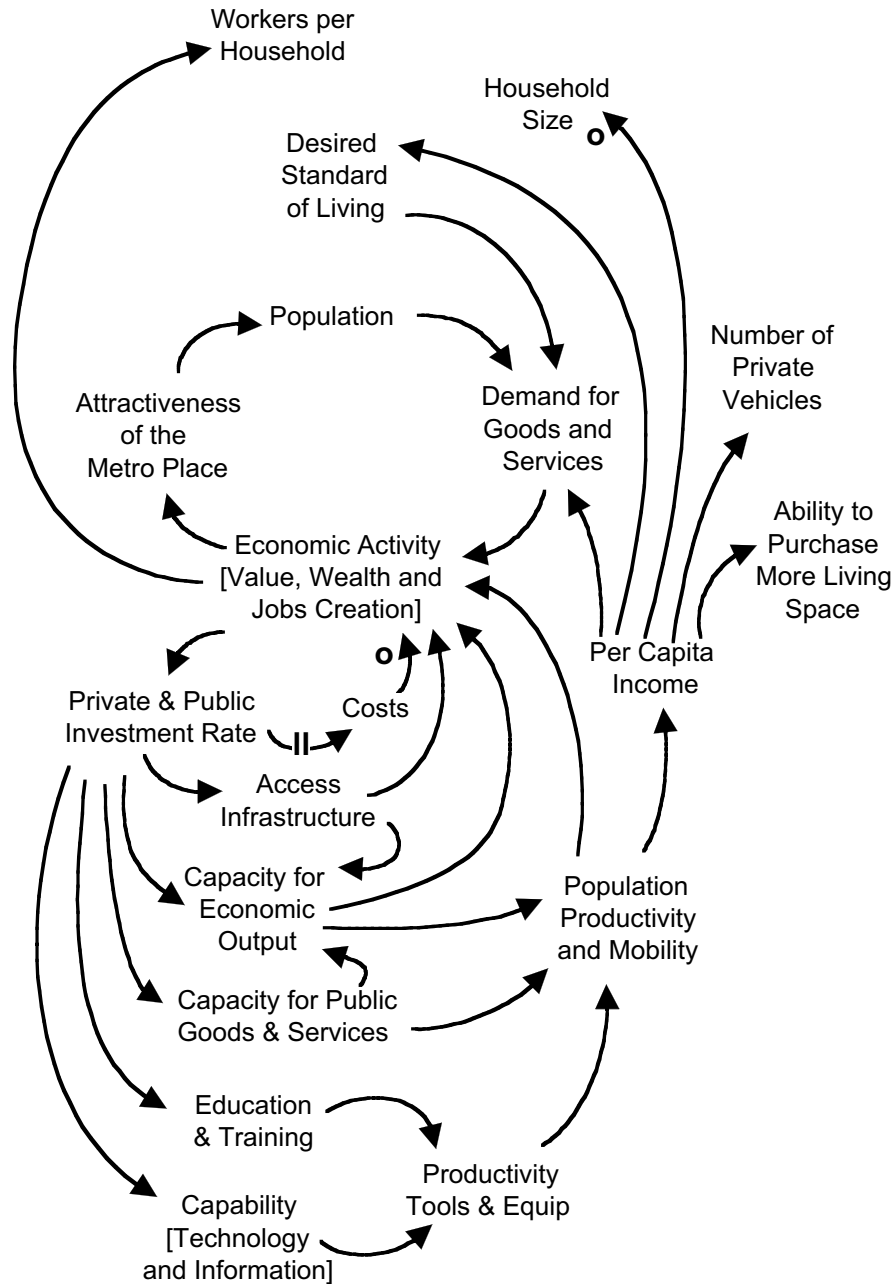 Workers per
Household
Household
Size
o
Desired
Standard
of Living
Population
Number of
Private
Vehicles
Attractiveness
of the
Metro Place
Demand for
Goods and
Services
Economic Activity
[Value, Wealth and
Jobs Creation]
Ability to
Purchase
More Living
Space
o
Per Capita
Income
Private & Public
Investment Rate
Costs
Access
Infrastructure
Capacity for
Economic
Output
Population
Productivity
and Mobility
Capacity for Public
Goods & Services
Education
& Training
Productivity
Tools & Equip
Capability
[Technology
and Information]